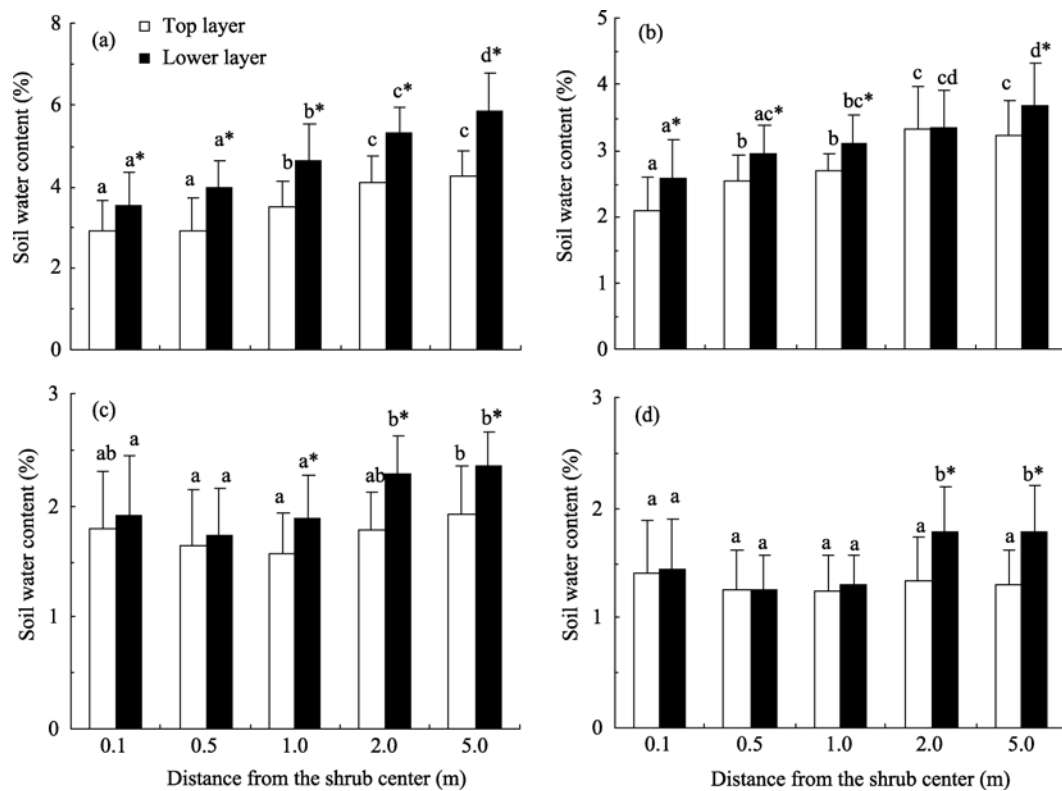 (a)
Top layer
Lower layer
Soil water content (%)
8
6
4
2
0
a a* a a* b b* c c* c d*
(b)
Soil water content (%)
5
4
3
2
1
0
a a* b ac* b bc* c cd c d*
(c)
Soil water content (%)
3
2
1
0
ab a a a a a* ab b* b b*
0.1 0.5 1.0 2.0 5.0
Distance from the shrub center (m)
(d)
Soil water content (%)
3
2
1
0
a a a a a a a b* a b*
0.1 0.5 1.0 2.0 5.0
Distance from the shrub center (m)